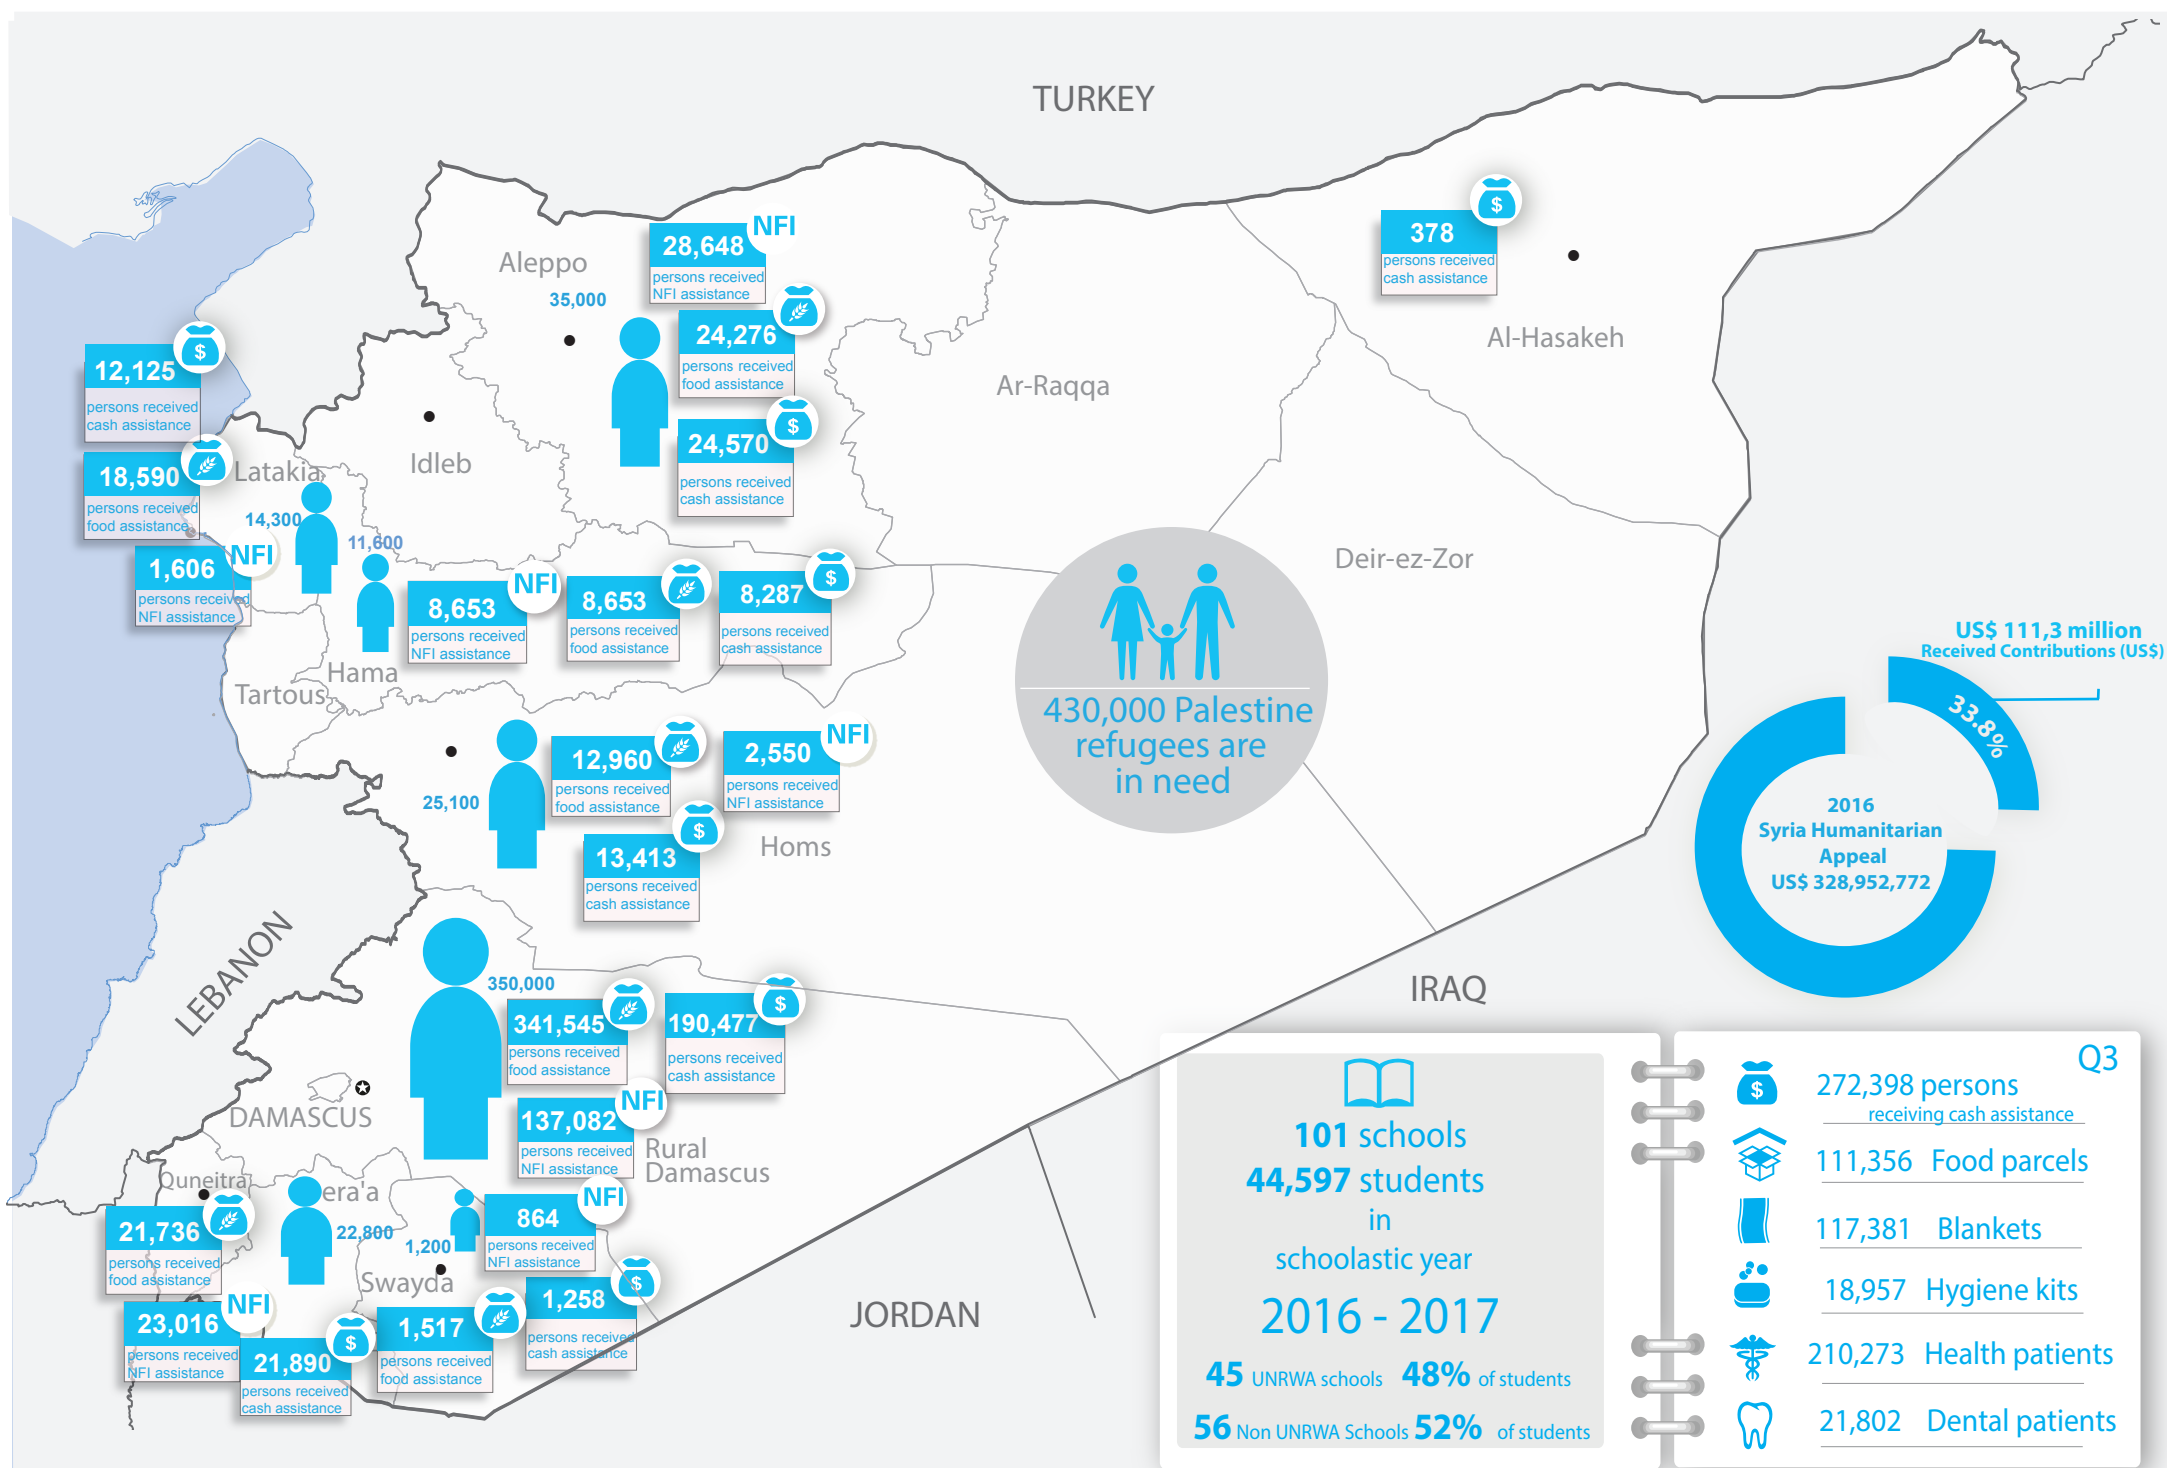 TURKEY
Aleppo
35,000
28,648
NFI
persons received
NFI assistance
24,276
persons received
food assistance
24,570
$
persons received
cash assistance
378
$
persons received
cash assistance
Al-Hasakeh
Ar-Raqqa
Deir-ez-Zor
12,125
$
persons received
cash assistance
18,590
persons received
food assistance
Latakia
14,300
1,606
NFI
persons received
NFI assistance
Idleb
11,600
8,653
NFI
persons received
NFI assistance
8,653
persons received
food assistance
8,287
$
persons received
cash assistance
Hama
Tartous
430,000 Palestine
refugees are
in need
US$ 111,3 million
Received Contributions (US$)
33.8%
2016
Syria Humanitarian
Appeal
US$ 328,952,772
25,100
12,960
persons received
food assistance
2,550
NFI
persons received
NFI assistance
13,413
$
persons received
cash assistance
Homs
LEBANON
IRAQ
350,000
341,545
persons received
food assistance
190,477
$
persons received
cash assistance
137,082
NFI
persons received
NFI assistance
DAMASCUS
Rural
Damascus
Quneitra
era'a
22,800
21,736
persons received
food assistance
23,016
NFI
persons received
NFI assistance
21,890
$
persons received
cash assistance
1,200
Swayda
864
NFI
persons received
NFI assistance
1,258
$
persons received
cash assistance
1,517
persons received
food assistance
JORDAN
101 schools
44,597 students
in
schoolastic year
2016 - 2017
45 UNRWA schools 48% of students
56 Non UNRWA Schools 52% of students
Q3
$
272,398 persons
receiving cash assistance
111,356 Food parcels
117,381 Blankets
18,957 Hygiene kits
210,273 Health patients
21,802 Dental patients